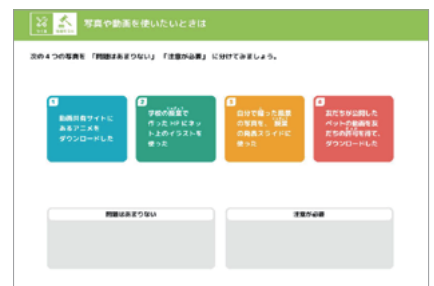 写真や動画を使いたいときは
次の4つの写真を 「問題はあまりない」 「注意が必要」 に分けてみましょう。
1
動画共有サイトに
あるアニメを
ダウンロードした
2
学校の授業で
作った HP にネッ
ト上のイラストを
使った
3
自分で撮った風景
の写真を、授業
の発表スライドに
使った
4
友だちが公開した
ペットの動画を友
だちの許可を得て、
ダウンロードした
問題はあまりない
注意が必要